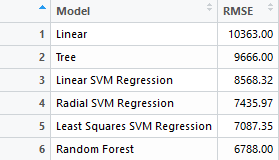 Model RMSE
1 Linear 10363.00
2 Tree 9666.00
3 Linear SVM Regression 8568.32
4 Radial SVM Regression 7435.97
5 Least Squares SVM Regression 7087.35
6 Random Forest 6788.00